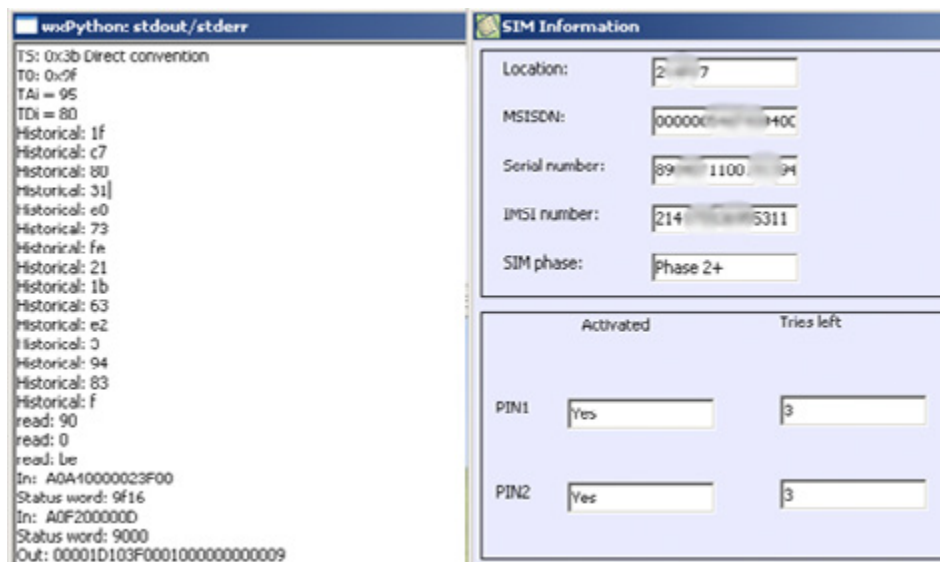 wxPython: stdout/stderr
TS: 0x3b Direct convention
T0: 0x9f
TAi = 95
TDi = 80
Historical: 1f
Historical: c7
Historical: 80
Historical: 31
Historical: e0
Historical: 73
Historical: fe
Historical: 21
Historical: 1b
Historical: 63
Historical: e2
Historical: 3
Historical: 94
Historical: 83
Historical: f
read: 90
read: 0
read: be
In: A0A40000023F00
Status word: 9f16
In: A0F200000D
Status word: 9000
Out: 00001D103F0001000000000009
SIM Information
Location:
MSISDN:
Serial number:
IMSI number:
SIM phase: Phase 2+
Activated Tries left
PIN1 Yes 3
PIN2 Yes 3